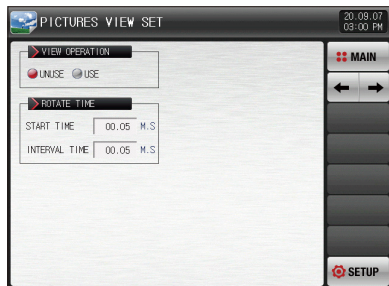 PICTURES VIEW SET
20.09.07
03:00 PM
VIEW OPERATION
UNUSE USE
ROTATE TIME
START TIME 00.05 M.S
INTERVAL TIME 00.05 M.S
MAIN
SETUP